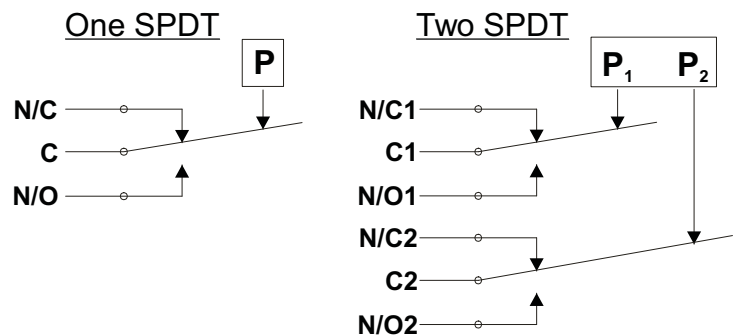 One SPDT
P
N/C
C
N/O
Two SPDT
P₁ P₂
N/C1
C1
N/O1
N/C2
C2
N/O2